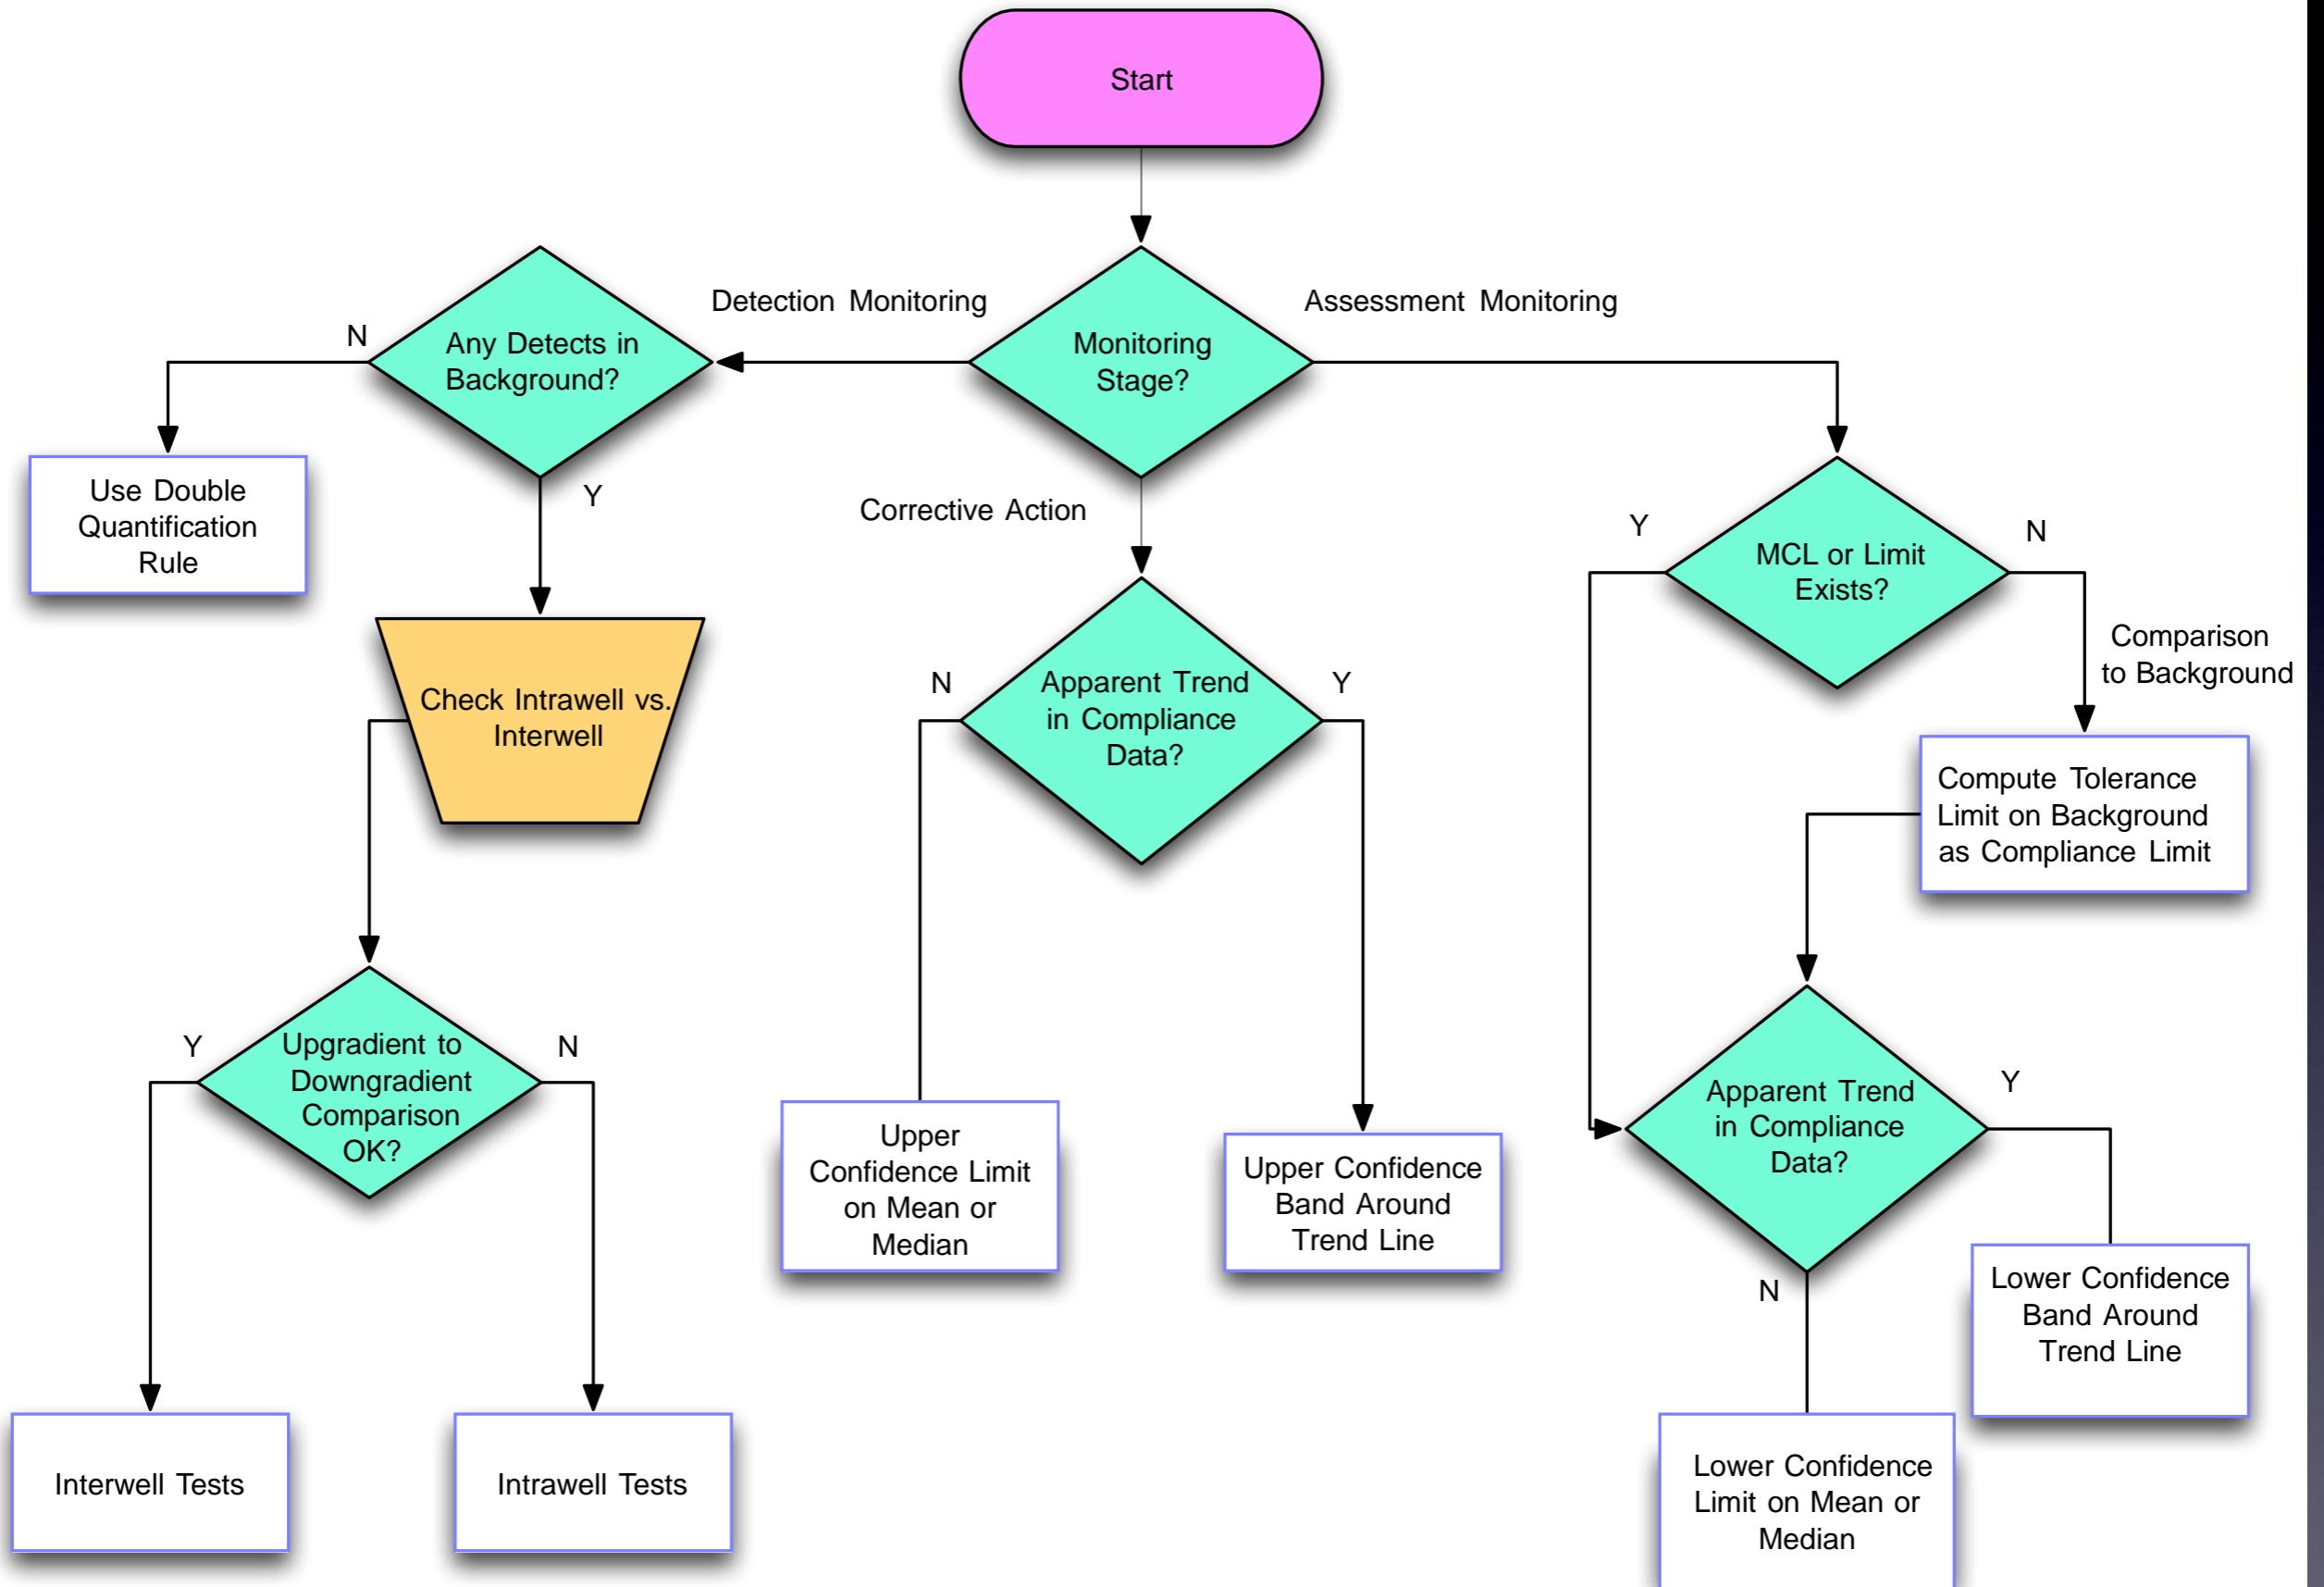 Start
Detection Monitoring
Assessment Monitoring
N
Any Detects in
Background?
Monitoring
Stage?
Use Double
Quantification
Rule
Y
Corrective Action
Y
MCL or Limit
Exists?
N
Comparison
to Background
Check Intrawell vs.
Interwell
N
Apparent Trend
in Compliance
Data?
Y
Compute Tolerance
Limit on Background
as Compliance Limit
Y
Upgradient to
Downgradient
Comparison
OK?
N
Upper
Confidence Limit
on Mean or
Median
Upper Confidence
Band Around
Trend Line
Apparent Trend
in Compliance
Data?
Y
N
Lower Confidence
Band Around
Trend Line
Interwell Tests
Intrawell Tests
Lower Confidence
Limit on Mean or
Median